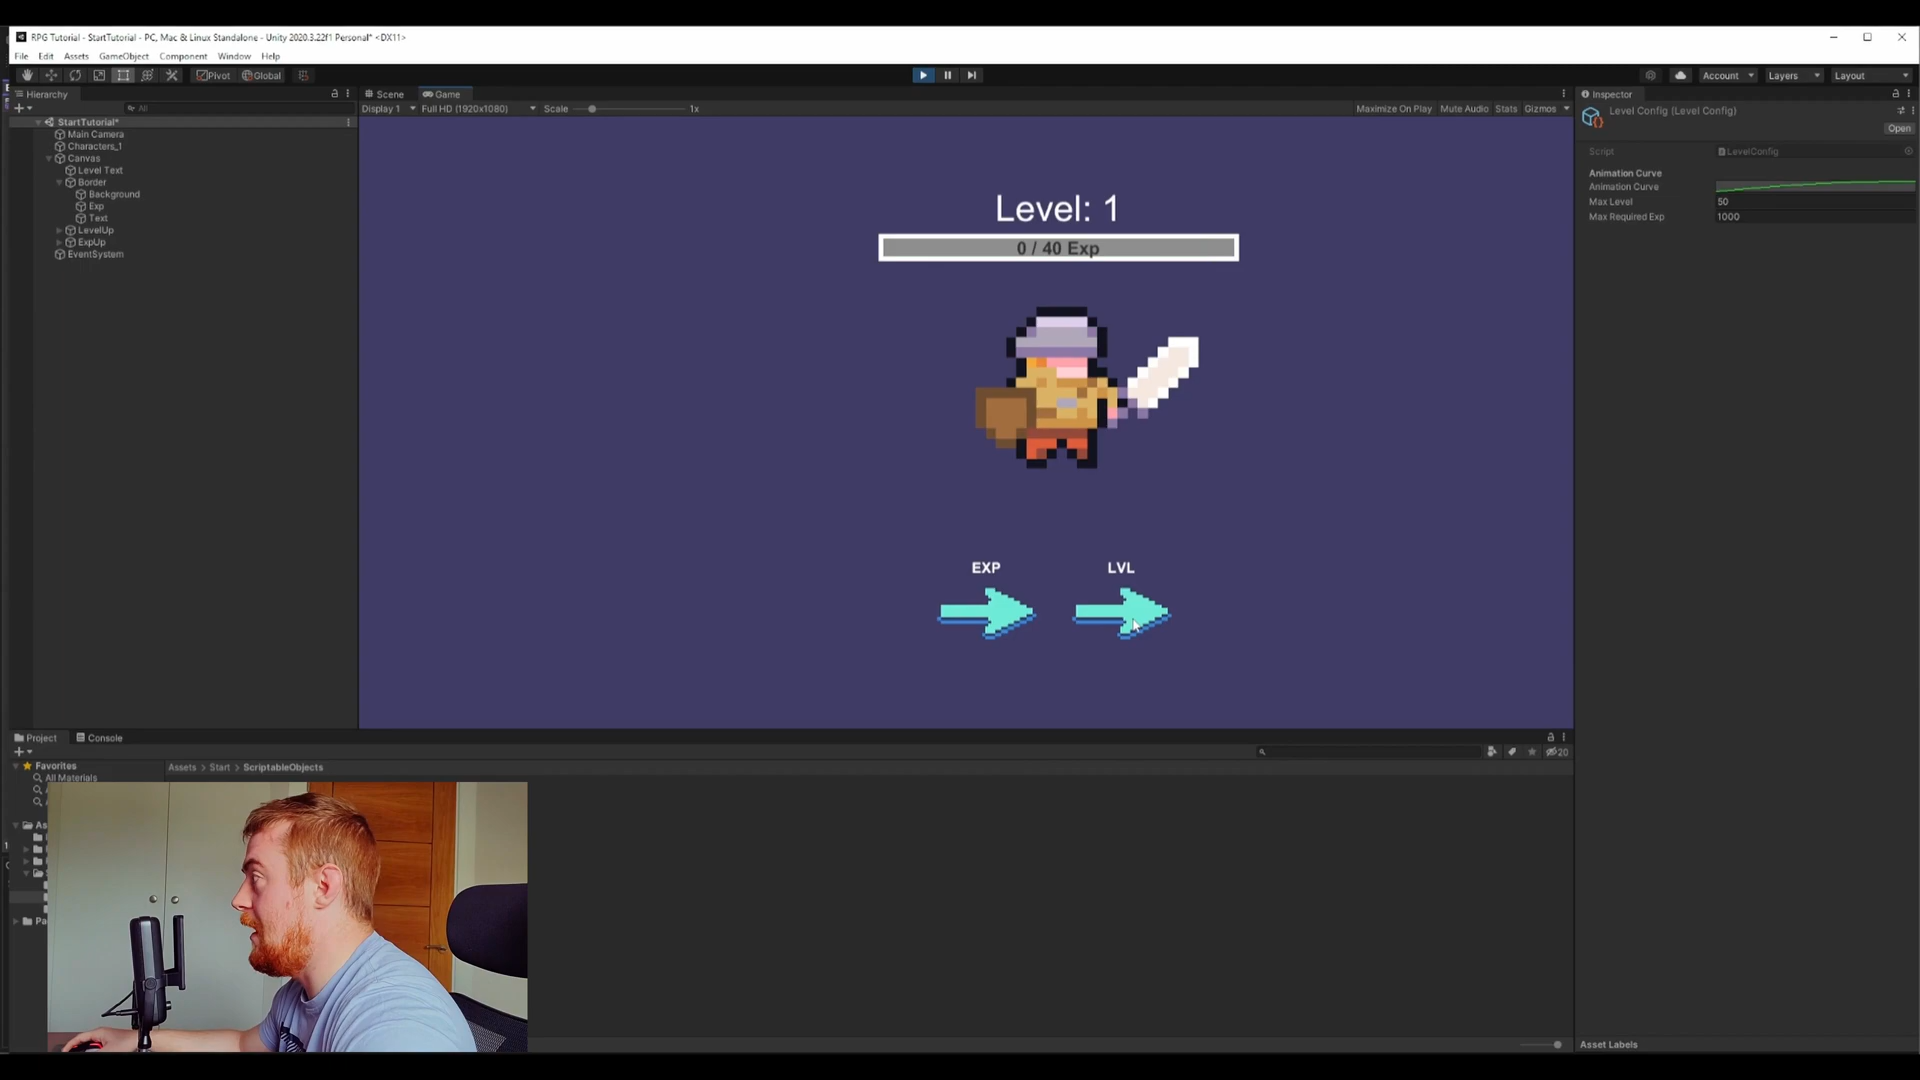 RPG Tutorial - StartTutorial - PC, Mac & Linux Standalone - Unity 2020.3.22f1 Personal* <DX11>
File Edit Assets GameObject Component Window Help
Pivot Global Account Layers Layout
Hierarchy
All
StartTutorial*
Main Camera
Characters_1
Canvas
Level Text
Border
Background
Exp
Text
LevelUp
ExpUp
EventSystem
Scene Game
Display 1 Full HD (1920x1080) Scale 1x Maximize On Play Mute Audio Stats Gizmos
Level: 1
0 / 40 Exp
EXP LVL
Inspector
Level Config (Level Config)
Open
Script LevelConfig
Animation Curve
Animation Curve
Max Level 50
Max Required Exp 1000
Project Console
20
Favorites
All Materials
Assets > Start > ScriptableObjects
As
Pa
Asset Labels